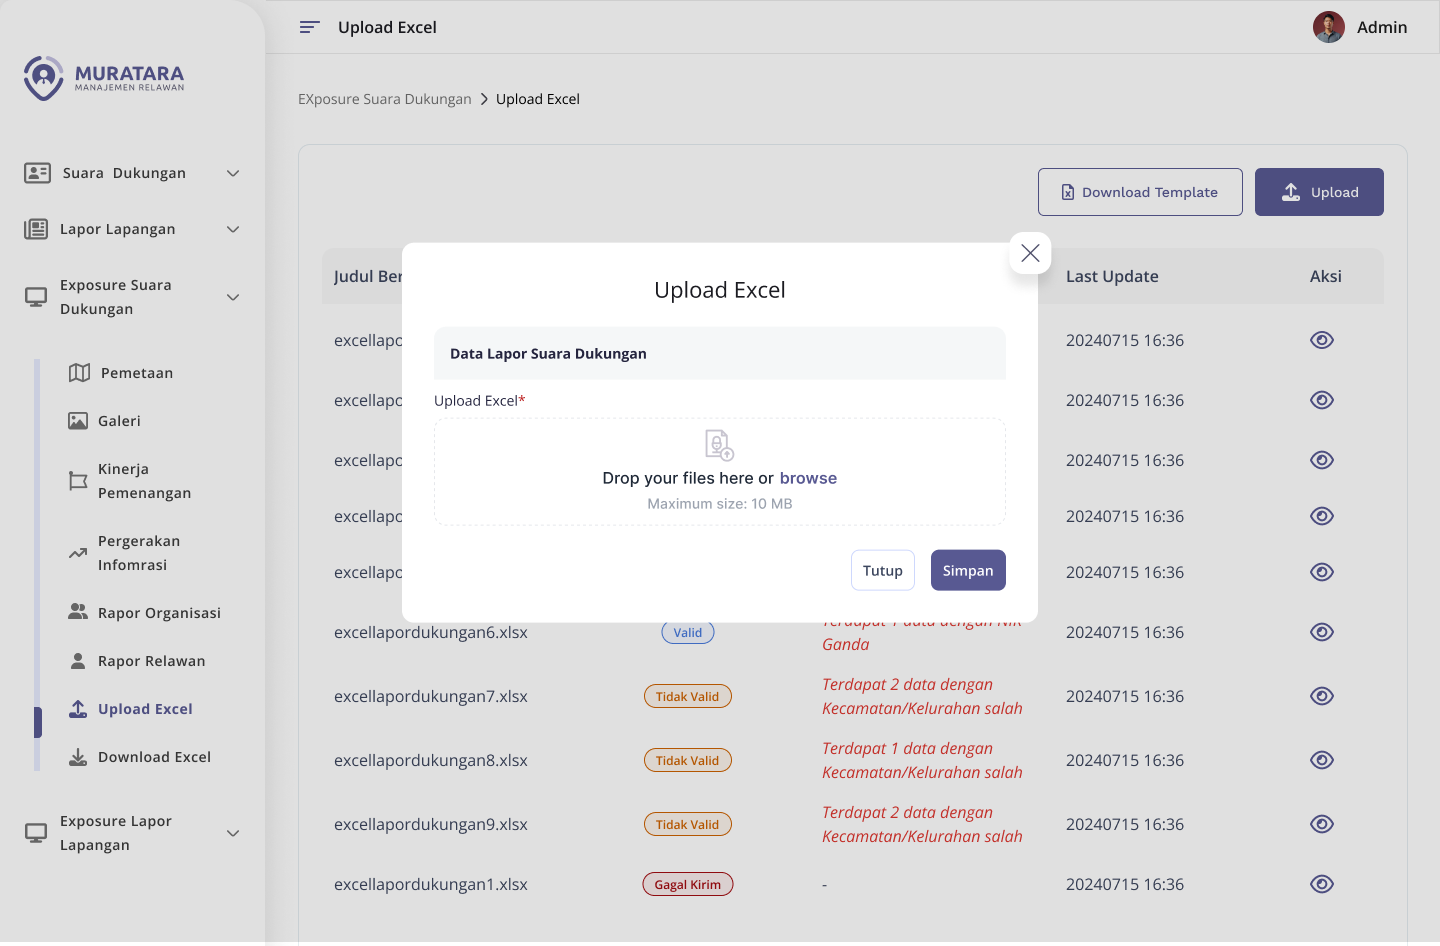 MURATARA
MANAJEMEN RELAWAN
Upload Excel
Admin
EXposure Suara Dukungan > Upload Excel
Suara Dukungan
Lapor Lapangan
Exposure Suara
Dukungan
Pemetaan
Galeri
Kinerja
Pemenangan
Pergerakan
Infomrasi
Rapor Organisasi
Rapor Relawan
Upload Excel
Download Excel
Exposure Lapor
Lapangan
Download Template
Upload
Judul Ber
Last Update
Aksi
excellapo
20240715 16:36
excellapo
20240715 16:36
excellapo
20240715 16:36
excellapo
20240715 16:36
excellapo
20240715 16:36
Upload Excel
Data Lapor Suara Dukungan
Upload Excel*
Drop your files here or browse
Maximum size: 10 MB
Tutup
Simpan
excellapordukungan6.xlsx
Valid
Terdapat 1 data dengan NIK
Ganda
20240715 16:36
excellapordukungan7.xlsx
Tidak Valid
Terdapat 2 data dengan
Kecamatan/Kelurahan salah
20240715 16:36
excellapordukungan8.xlsx
Tidak Valid
Terdapat 1 data dengan
Kecamatan/Kelurahan salah
20240715 16:36
excellapordukungan9.xlsx
Tidak Valid
Terdapat 2 data dengan
Kecamatan/Kelurahan salah
20240715 16:36
excellapordukungan1.xlsx
Gagal Kirim
-
20240715 16:36